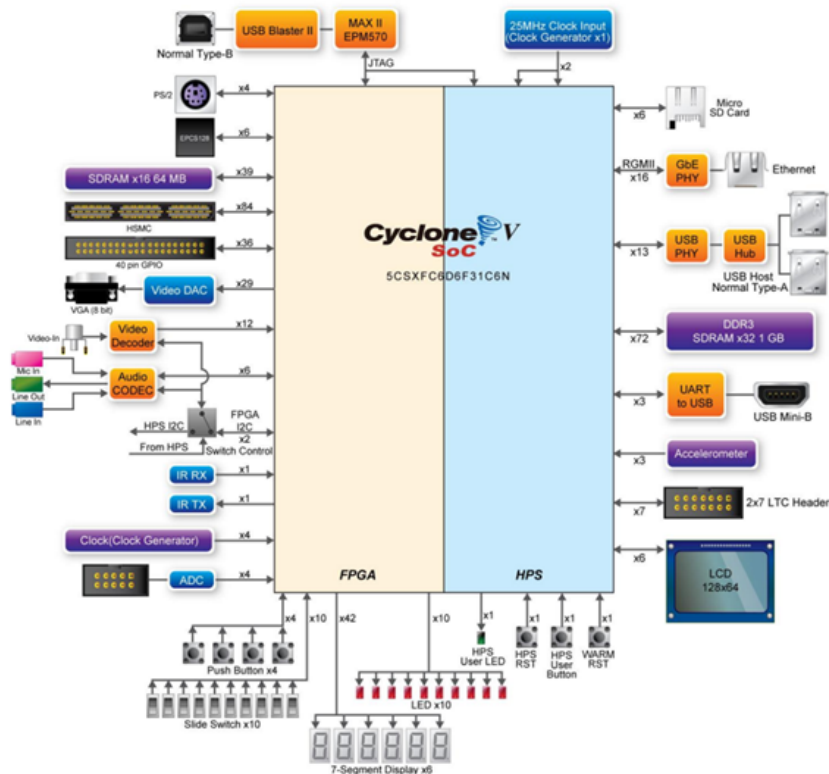 USB Blaster II
MAX II
EPM570
25MHz Clock Input
(Clock Generator x1)
Normal Type-B
JTAG
x2
PS/2
x4
x6
Micro
SD Card
EPCS128
x6
SDRAM x16 64 MB
x39
RGMII
x16
GbE
PHY
Ethernet
HSMC
x84
40 pin GPIO
x36
Cyclone V
SoC
5CSXFC6D6F31C6N
x13
USB
PHY
USB
Hub
USB Host
Normal Type-A
VGA (8 bit)
Video DAC
x29
Video-In
Video
Decoder
x12
x72
DDR3
SDRAM x32 1 GB
Mic In
Line Out
Line In
Audio
CODEC
x6
x3
UART
to USB
USB Mini-B
HPS I2C
From HPS
FPGA
I2C
x2
Switch Control
x3
Accelerometer
IR RX
x1
IR TX
x1
x7
2x7 LTC Header
Clock(Clock Generator)
x4
x6
LCD
128x64
ADC
x4
FPGA
HPS
x4
x10
x42
x10
x1
x1
x1
x1
Push Button x4
HPS
User LED
HPS
RST
HPS
User
Button
WARM
RST
Slide Switch x10
LED x10
7-Segment Display x6